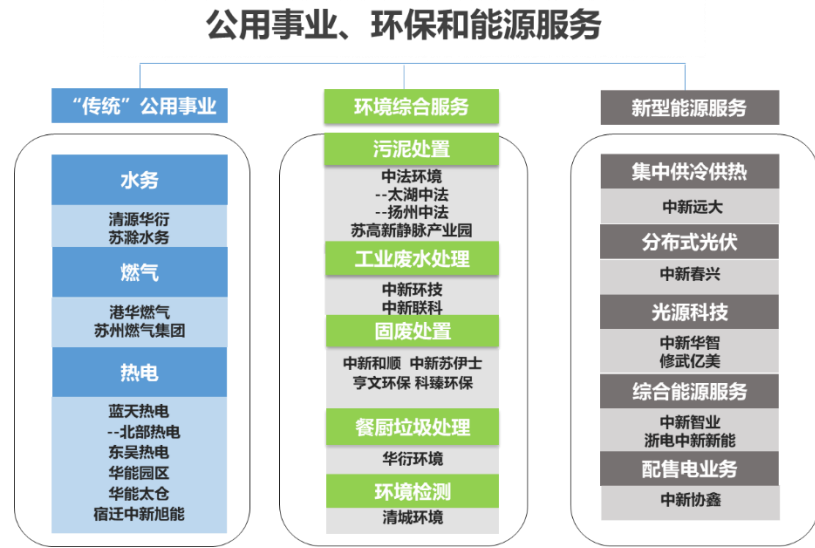 公用事业、环保和能源服务
“传统”公用事业
水务
清源华衍
苏滁水务
燃气
港华燃气
苏州燃气集团
热电
蓝天热电
--北部热电
东吴热电
华能园区
华能太仓
宿迁中新旭能
环境综合服务
污泥处置
中法环境
--太湖中法
--扬州中法
苏高新静脉产业园
工业废水处理
中新环技
中新联科
固废处置
中新和顺 中新苏伊士
亨文环保 科臻环保
餐厨垃圾处理
华衍环境
环境检测
清城环境
新型能源服务
集中供冷供热
中新远大
分布式光伏
中新春兴
光源科技
中新华智
修武亿美
综合能源服务
中新智业
浙电中新新能
配售电业务
中新协鑫